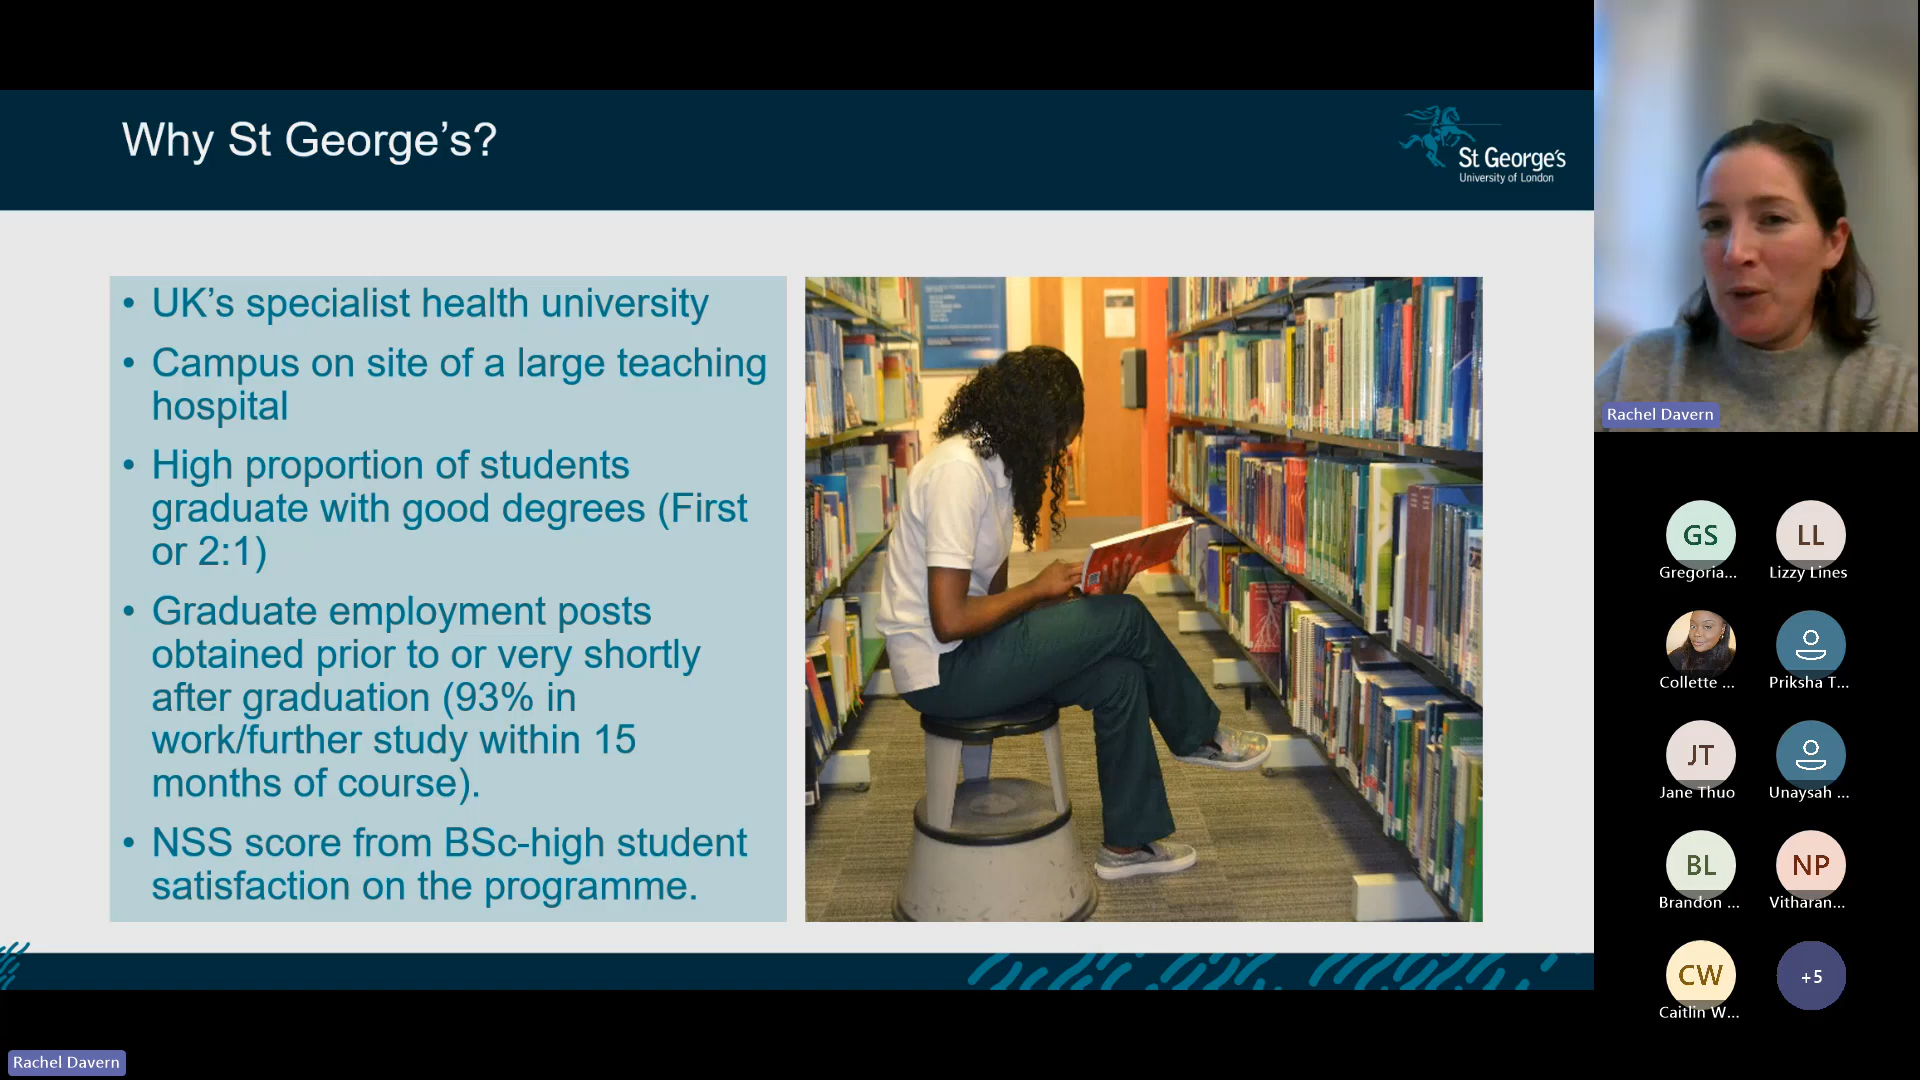 Why St George’s?
St George's
University of London
• UK’s specialist health university
• Campus on site of a large teaching
hospital
• High proportion of students
graduate with good degrees (First
or 2:1)
• Graduate employment posts
obtained prior to or very shortly
after graduation (93% in
work/further study within 15
months of course).
• NSS score from BSc-high student
satisfaction on the programme.
Rachel Davern
GS
Gregoria...
LL
Lizzy Lines
Collette ...
Priksha T...
JT
Jane Thuo
Unaysah ...
BL
Brandon ...
NP
Vitharan...
CW
Caitlin W...
+5
Rachel Davern